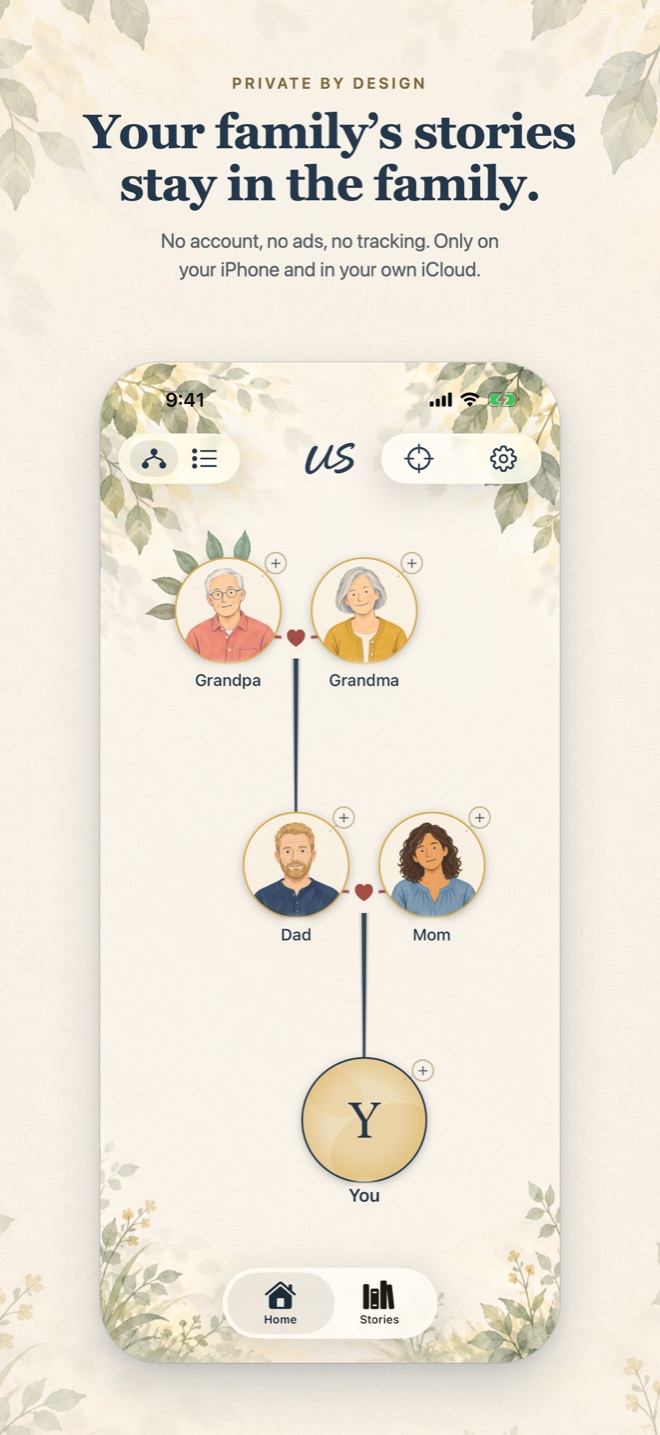 PRIVATE BY DESIGN
Your family’s stories
stay in the family.
No account, no ads, no tracking. Only on
your iPhone and in your own iCloud.
9:41
US
Grandpa
Grandma
Dad
Mom
Y
You
Home
Stories